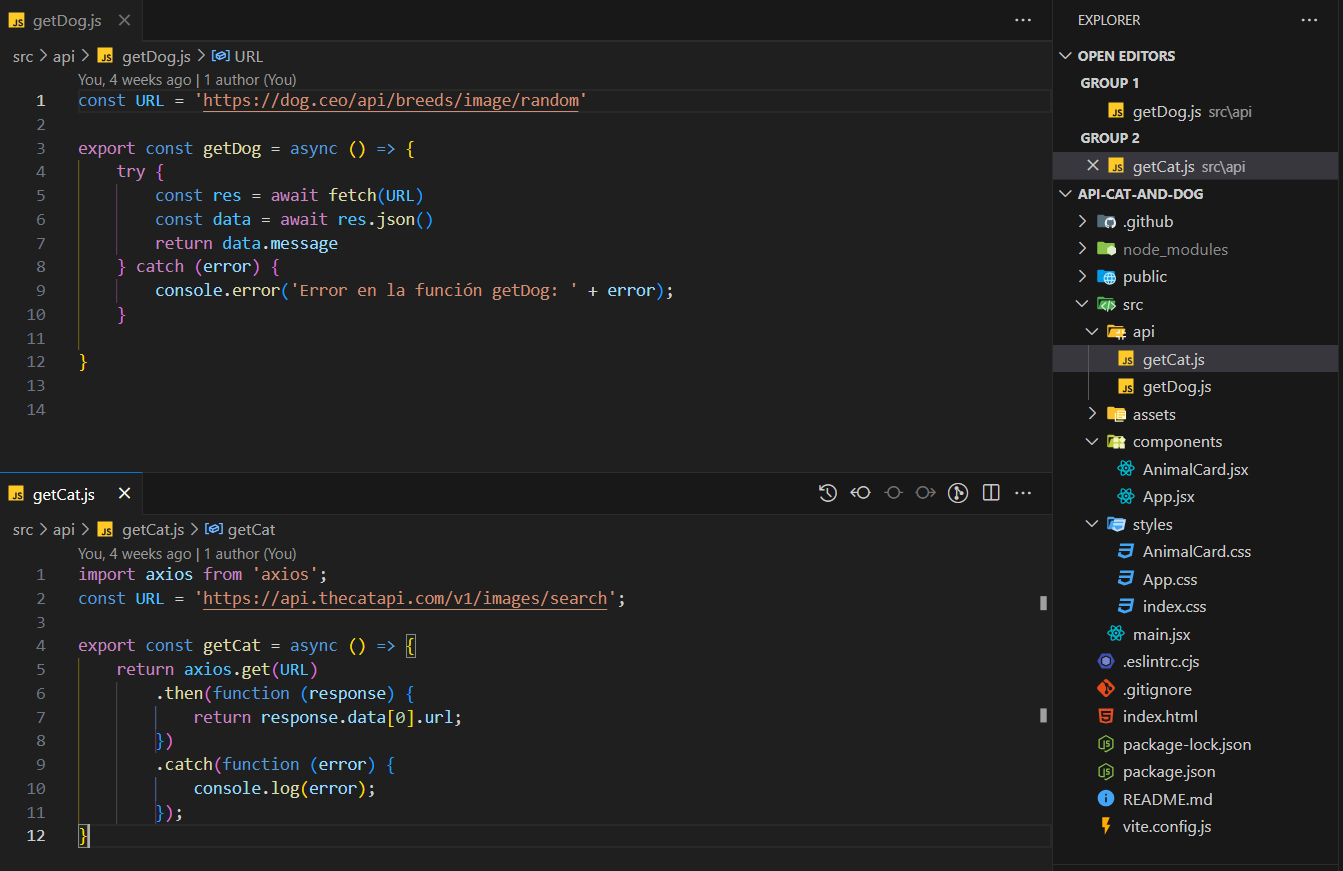 getDog.js
src > api > getDog.js > URL
You, 4 weeks ago | 1 author (You)
1 const URL = 'https://dog.ceo/api/breeds/image/random'
2
3 export const getDog = async () => {
4 try {
5 const res = await fetch(URL)
6 const data = await res.json()
7 return data.message
8 } catch (error) {
9 console.error('Error en la función getDog: ' + error);
10 }
11
12 }
13
14
getCat.js
src > api > getCat.js > getCat
You, 4 weeks ago | 1 author (You)
1 import axios from 'axios';
2 const URL = 'https://api.thecatapi.com/v1/images/search';
3
4 export const getCat = async () => {
5 return axios.get(URL)
6 .then(function (response) {
7 return response.data[0].url;
8 })
9 .catch(function (error) {
10 console.log(error);
11 });
12 }
EXPLORER
OPEN EDITORS
GROUP 1
getDog.js src\api
GROUP 2
getCat.js src\api
API-CAT-AND-DOG
.github
node_modules
public
src
api
getCat.js
getDog.js
assets
components
AnimalCard.jsx
App.jsx
styles
AnimalCard.css
App.css
index.css
main.jsx
.eslintrc.cjs
.gitignore
index.html
package-lock.json
package.json
README.md
vite.config.js